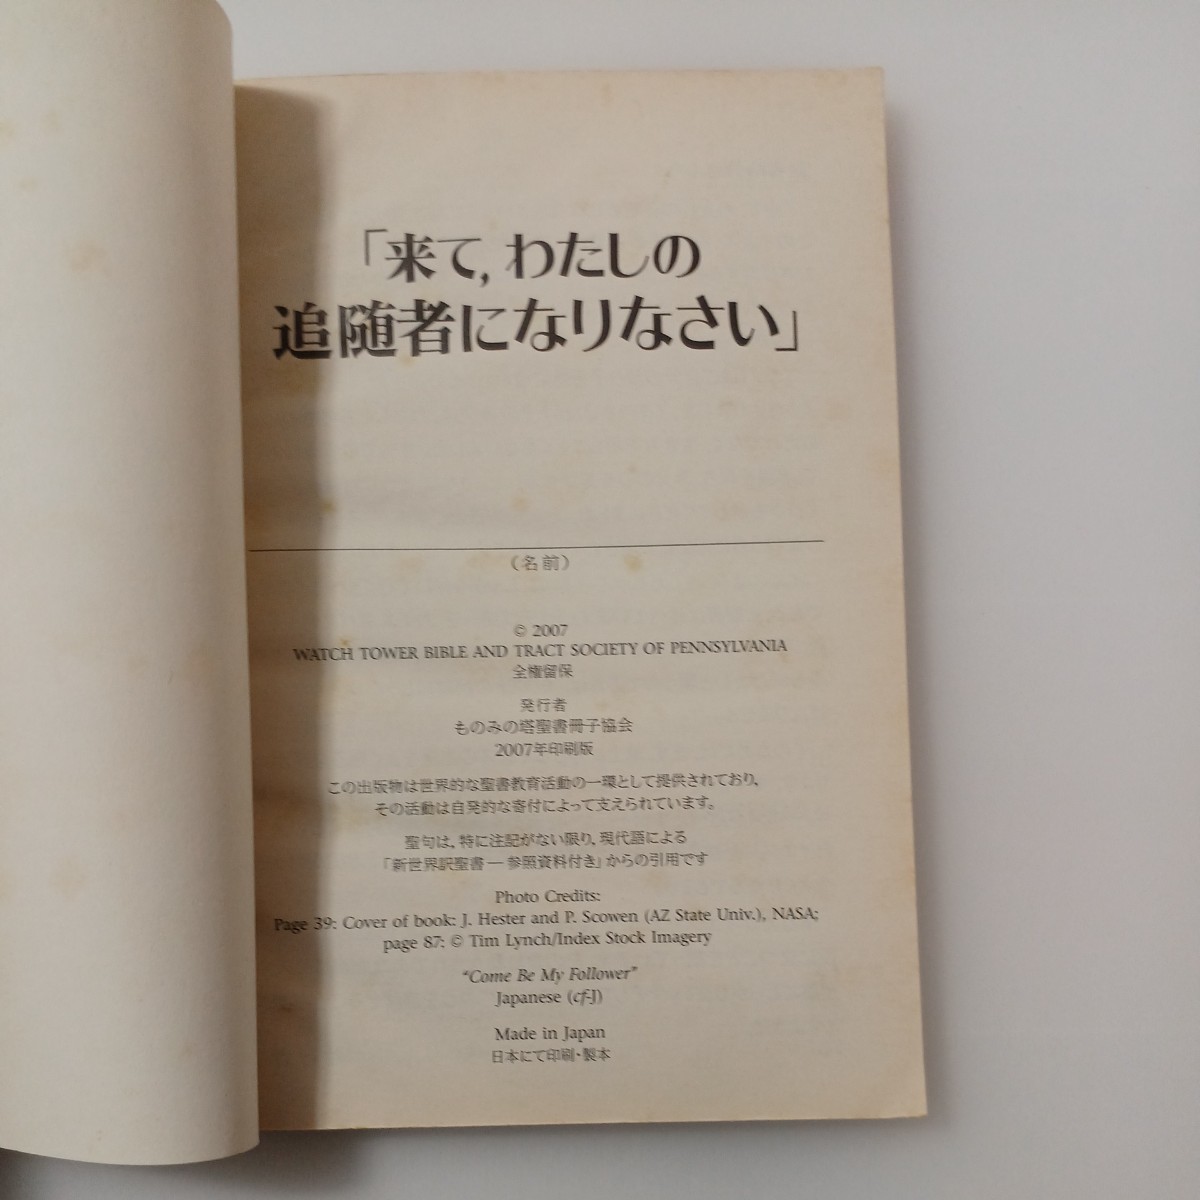 「来て, わたしの
追随者になりなさい」
(名前)
© 2007
WATCH TOWER BIBLE AND TRACT SOCIETY OF PENNSYLVANIA
全権留保
発行者
ものみの塔聖書冊子協会
2007年印刷版
この出版物は世界的な聖書教育活動の一環として提供されており,
その活動は自発的な寄付によって支えられています。
聖句は, 特に注記がない限り, 現代語による
「新世界訳聖書 ― 参照資料付き」からの引用です
Photo Credits:
Page 39: Cover of book: J. Hester and P. Scowen (AZ State Univ.), NASA;
page 87: © Tim Lynch/Index Stock Imagery
"Come Be My Follower"
Japanese (cf-J)
Made in Japan
日本にて印刷・製本